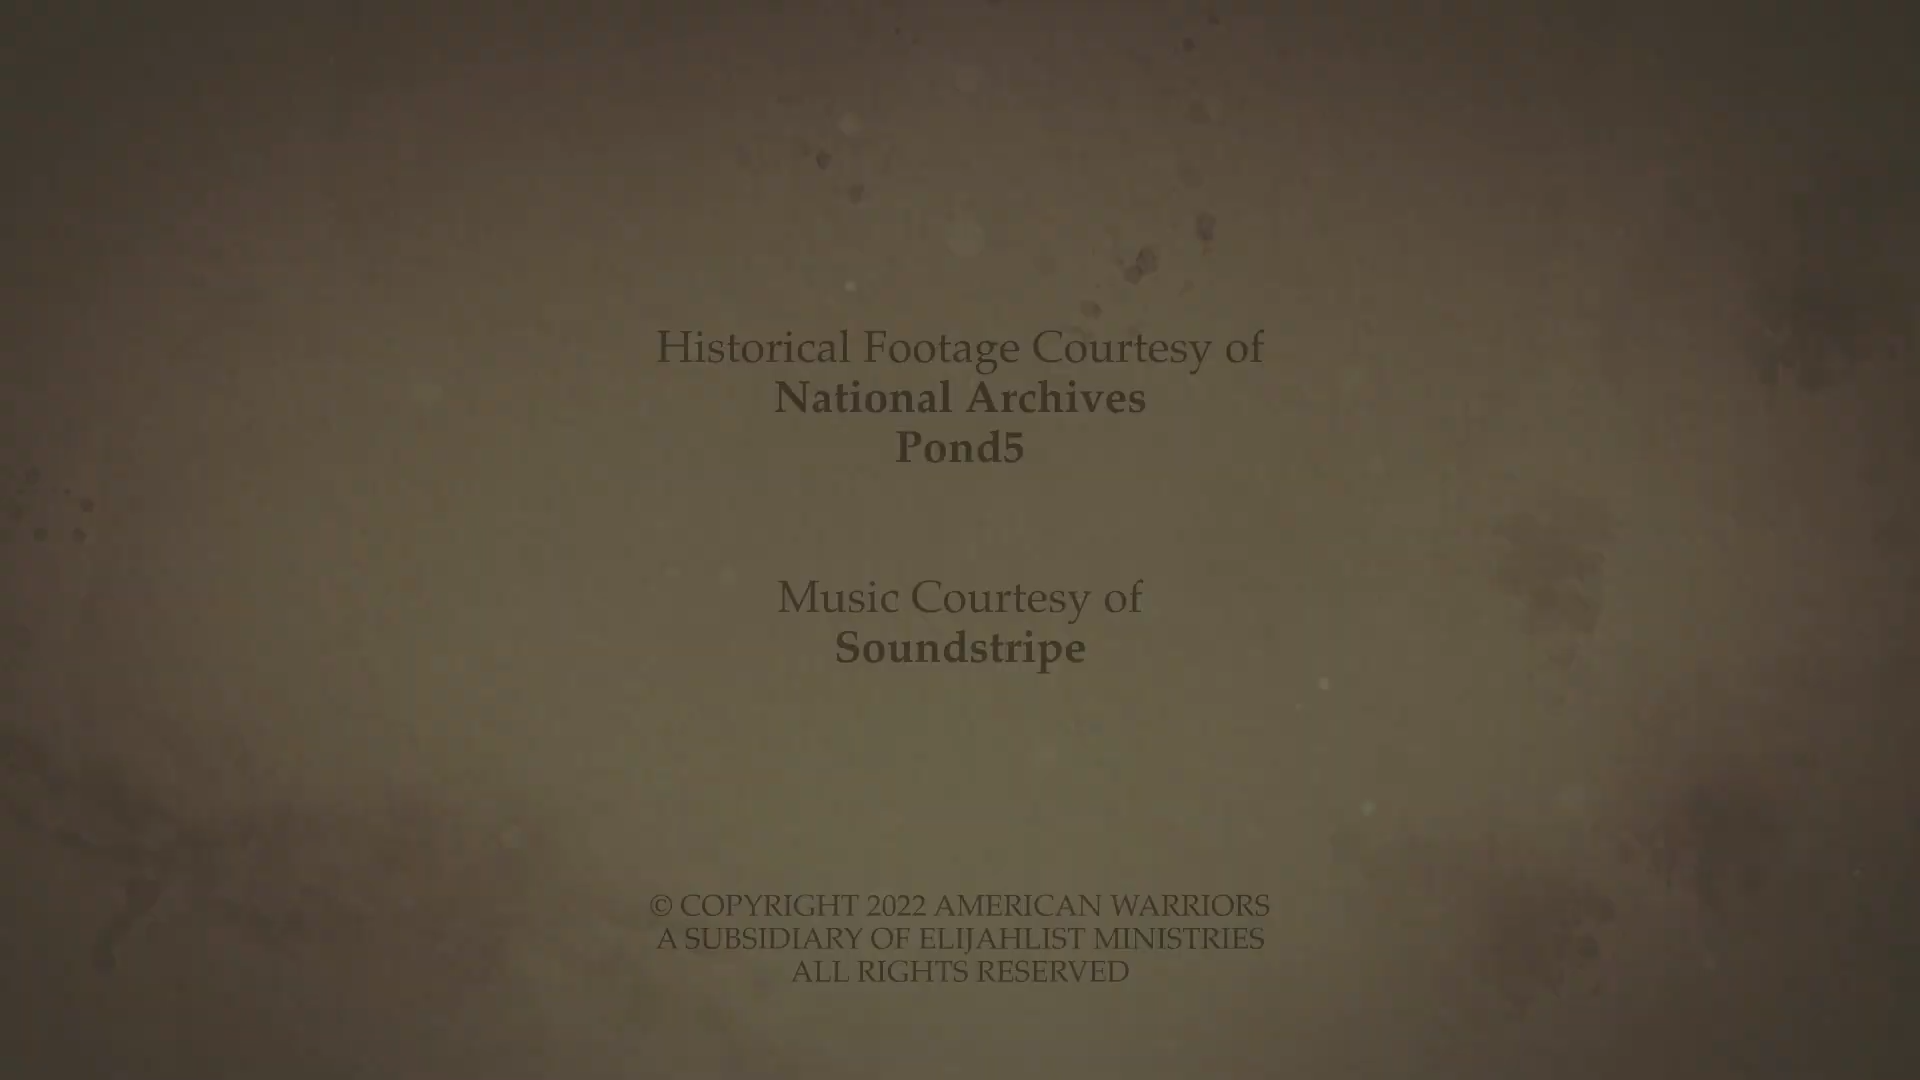 Historical Footage Courtesy of
National Archives
Pond5
Music Courtesy of
Soundstripe
© COPYRIGHT 2022 AMERICAN WARRIORS
A SUBSIDIARY OF ELIJAHLIST MINISTRIES
ALL RIGHTS RESERVED